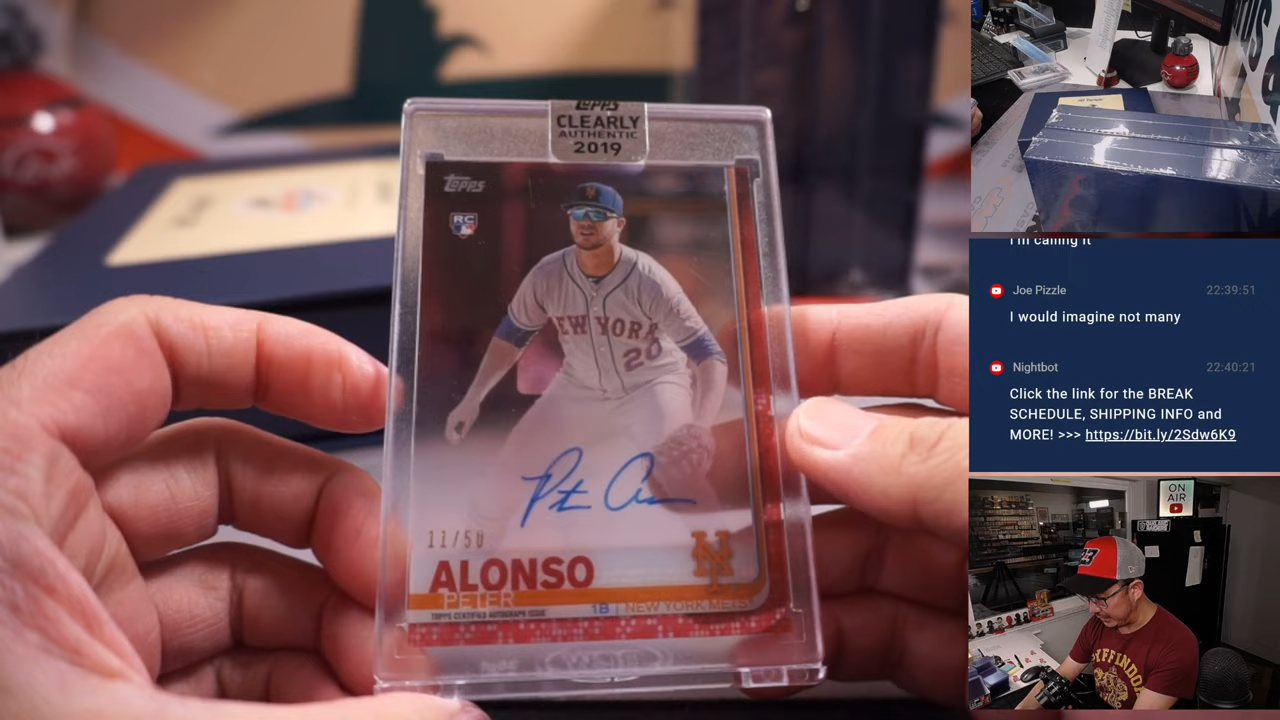 Topps
CLEARLY
AUTHENTIC
2019
Topps
RC
NEW YORK
20
11/50
ALONSO
PETER
1B | NEW YORK METS
TOPPS CERTIFIED AUTOGRAPH ISSUE
I'm calling it
Joe Pizzle 22:39:51
I would imagine not many
Nightbot 22:40:21
Click the link for the BREAK
SCHEDULE, SHIPPING INFO and
MORE! >>> https://bit.ly/2Sdw6K9
ON
AIR
23